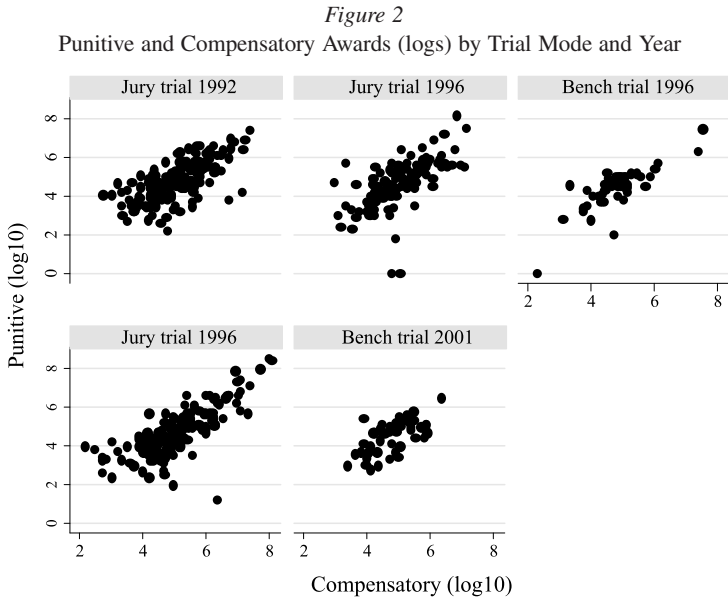 Figure 2
Punitive and Compensatory Awards (logs) by Trial Mode and Year
Jury trial 1992
Jury trial 1996
Bench trial 1996
8
6
4
2
0
2 4 6 8
Punitive (log10)
Jury trial 1996
Bench trial 2001
8
6
4
2
0
2 4 6 8
2 4 6 8
Compensatory (log10)